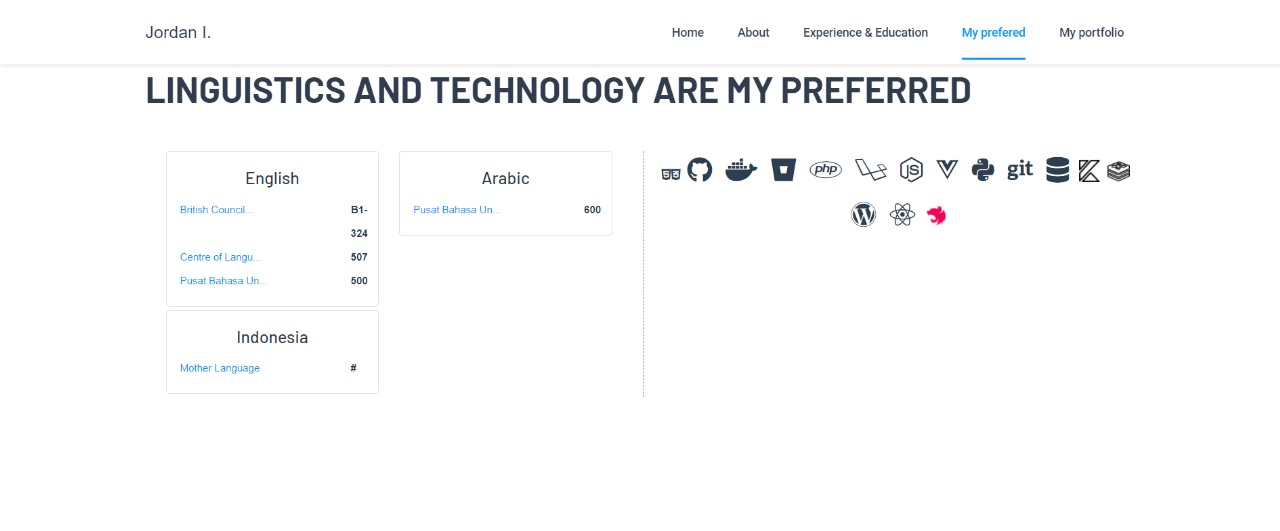 Jordan I.
Home About Experience & Education My prefered My portfolio
LINGUISTICS AND TECHNOLOGY ARE MY PREFERRED
English
British Council... B1-
324
Centre of Langu... 507
Pusat Bahasa Un... 500
Arabic
Pusat Bahasa Un... 600
Indonesia
Mother Language #
php
JS
git